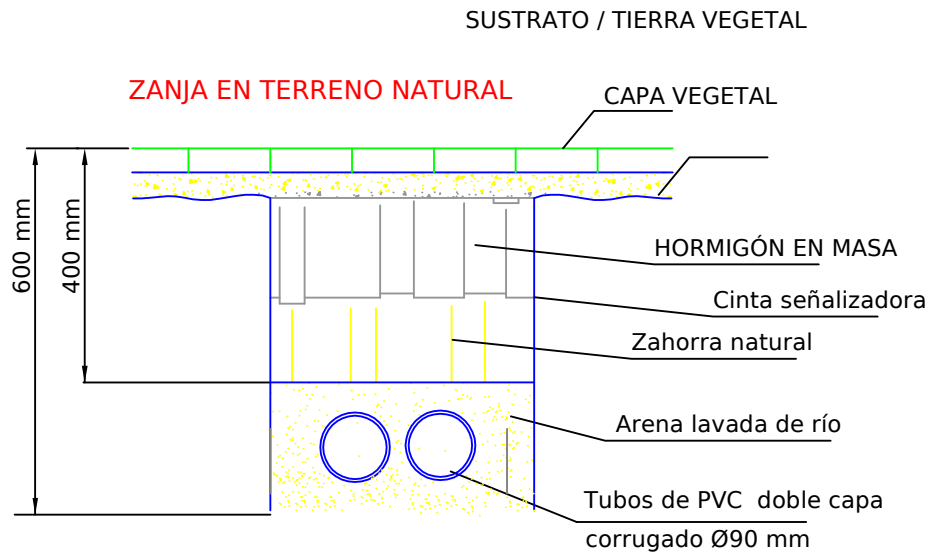 SUSTRATO / TIERRA VEGETAL
ZANJA EN TERRENO NATURAL
CAPA VEGETAL
600 mm
400 mm
HORMIGÓN EN MASA
Cinta señalizadora
Zahorra natural
Arena lavada de río
Tubos de PVC doble capa
corrugado Ø90 mm